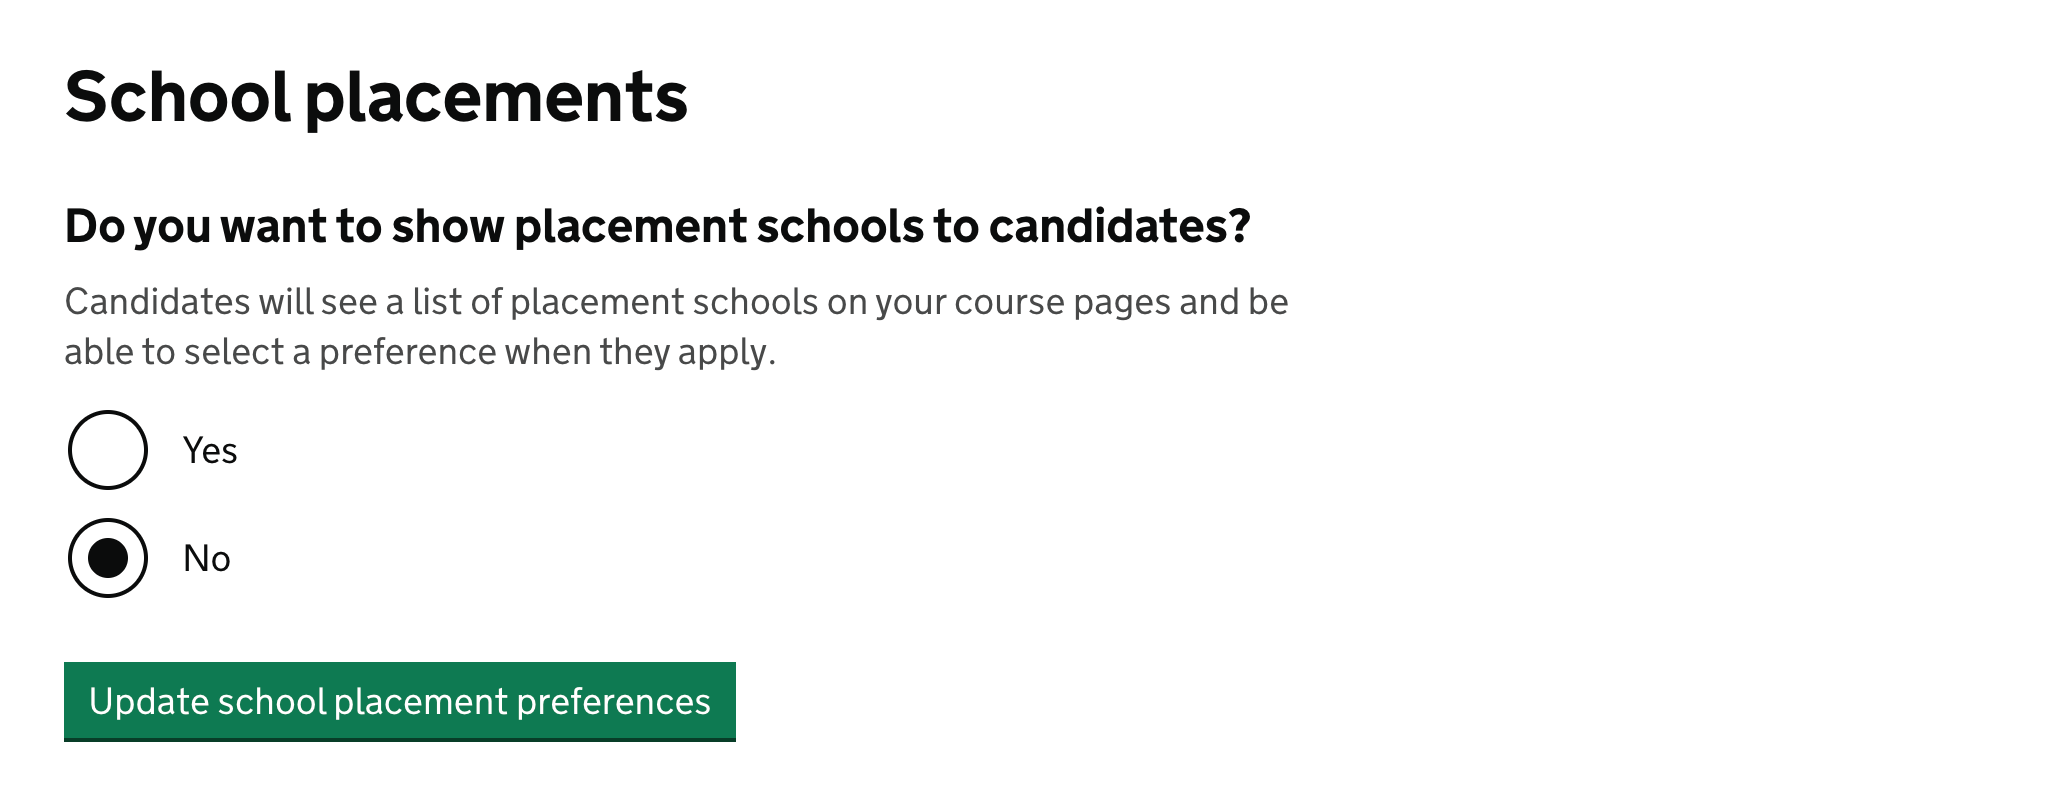 School placements
Do you want to show placement schools to candidates?
Candidates will see a list of placement schools on your course pages and be
able to select a preference when they apply.
Yes
No
Update school placement preferences